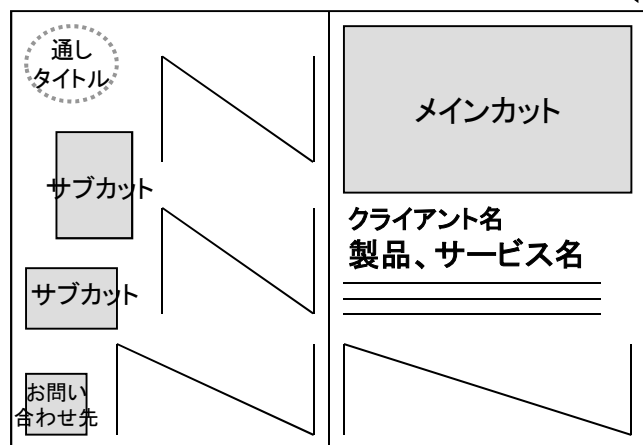 通し
タイトル
サブカット
サブカット
お問い
合わせ先
メインカット
クライアント名
製品、サービス名